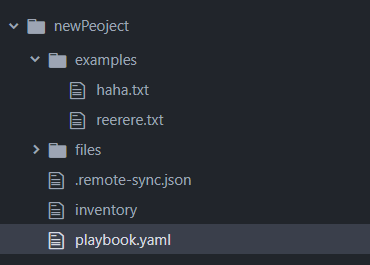 newPeoject
examples
haha.txt
reerere.txt
files
.remote-sync.json
inventory
playbook.yaml